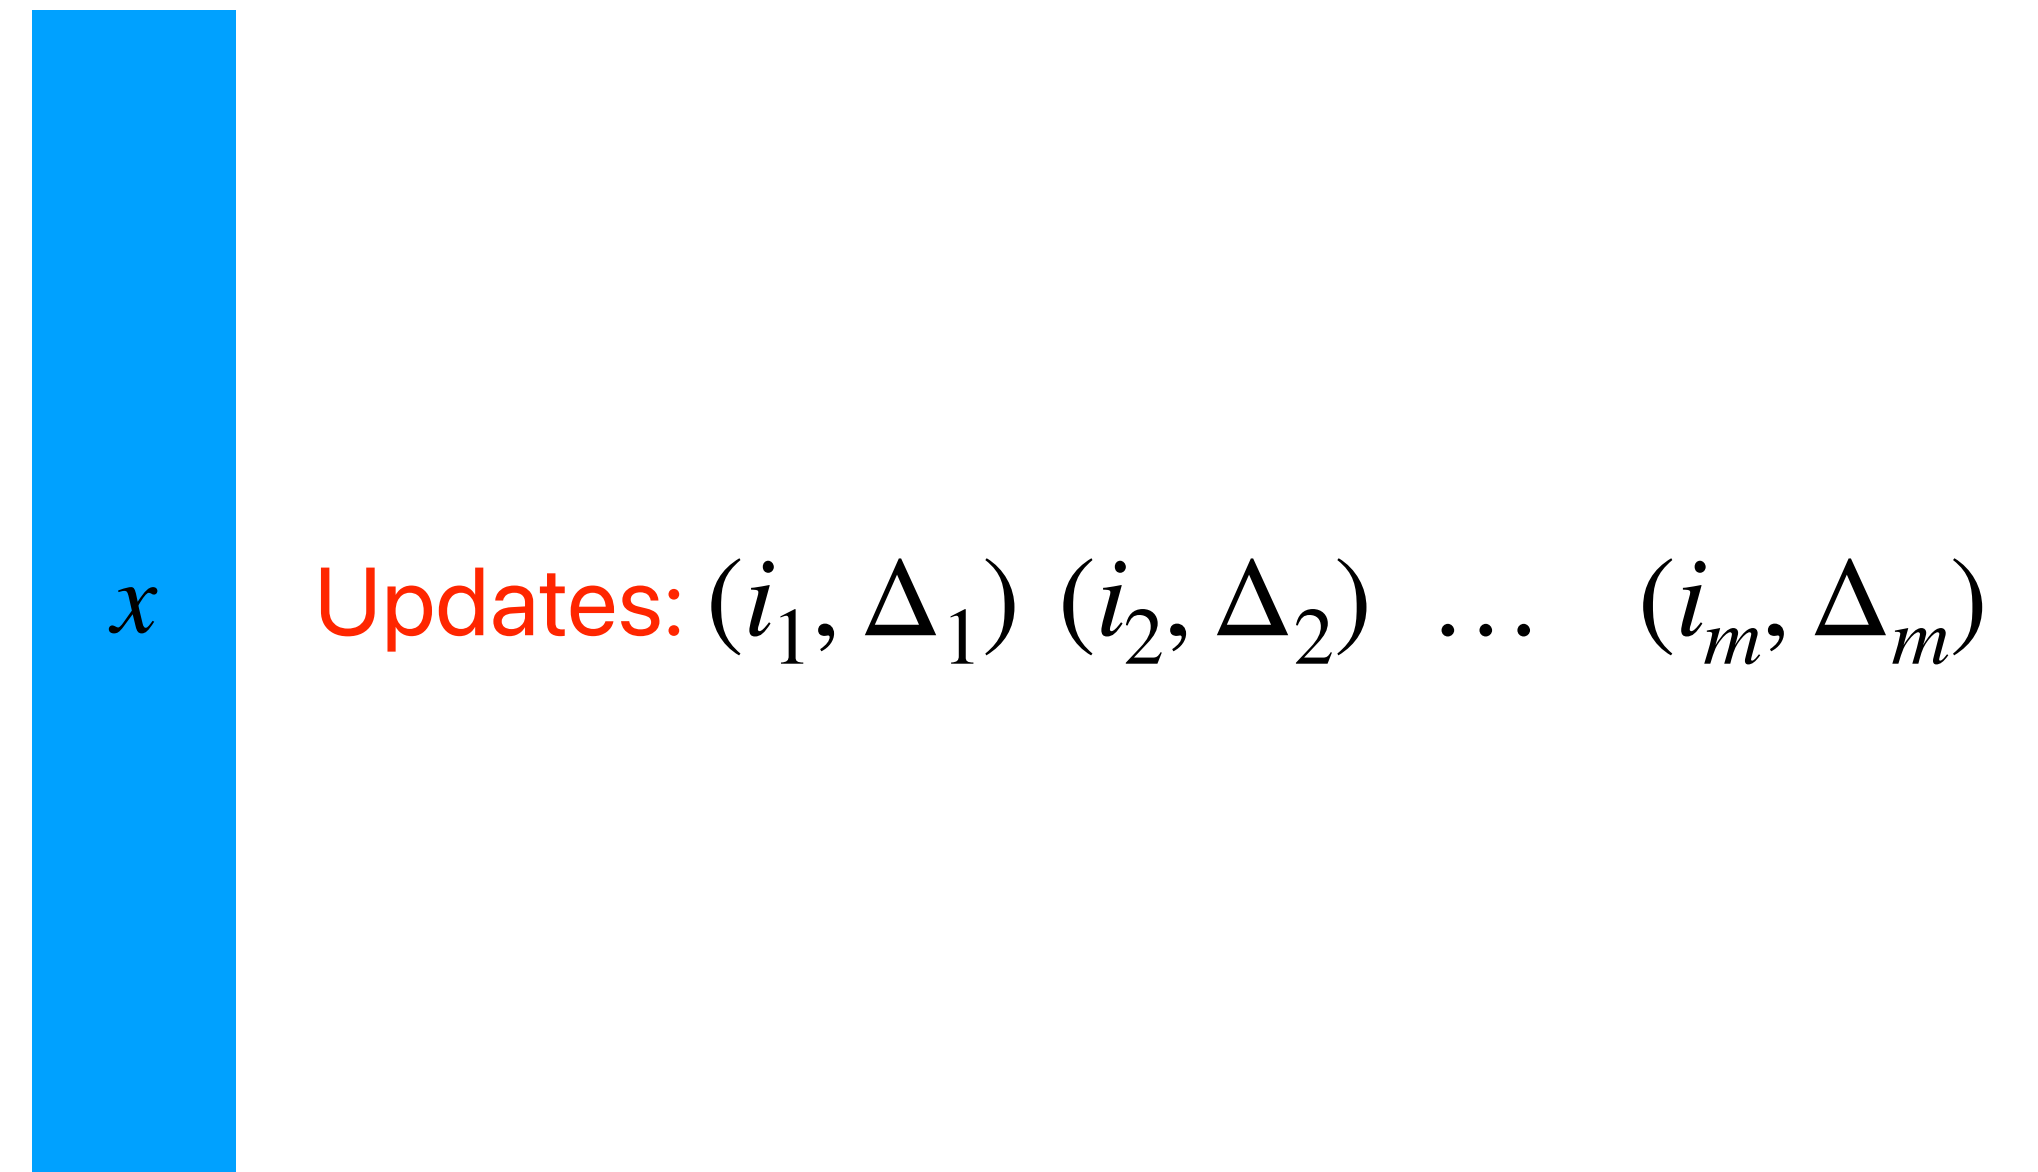 x
Updates: (i₁, Δ₁) (i₂, Δ₂) … (iₘ, Δₘ)